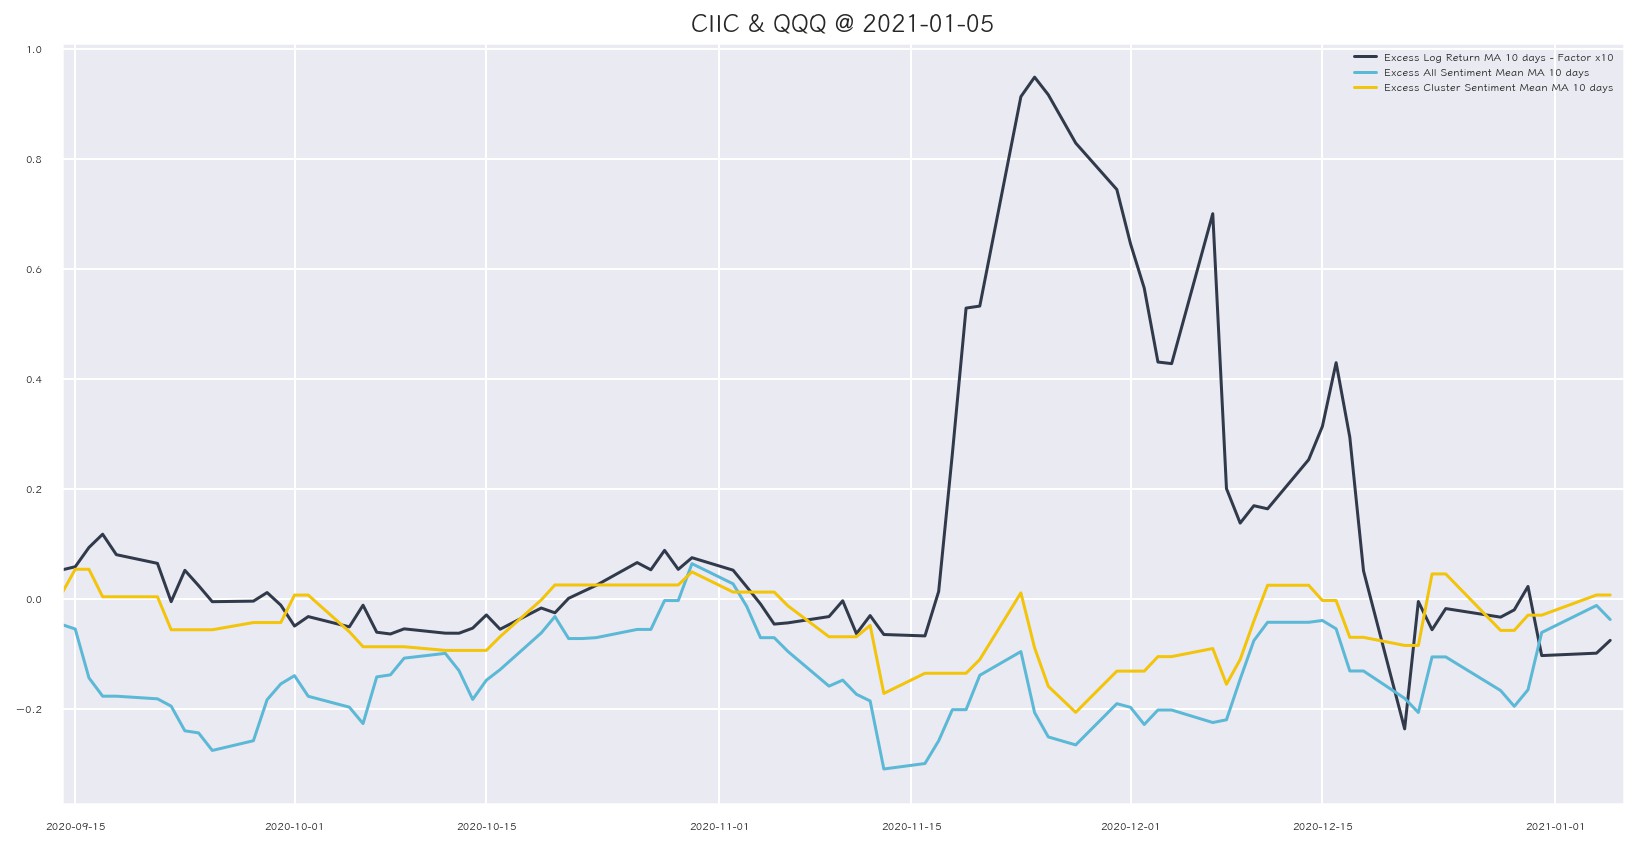 CIIC & QQQ @ 2021-01-05
1.0
0.8
0.6
0.4
0.2
0.0
−0.2
Excess Log Return MA 10 days - Factor x10
Excess All Sentiment Mean MA 10 days
Excess Cluster Sentiment Mean MA 10 days
2020-09-15 2020-10-01 2020-10-15 2020-11-01 2020-11-15 2020-12-01 2020-12-15 2021-01-01